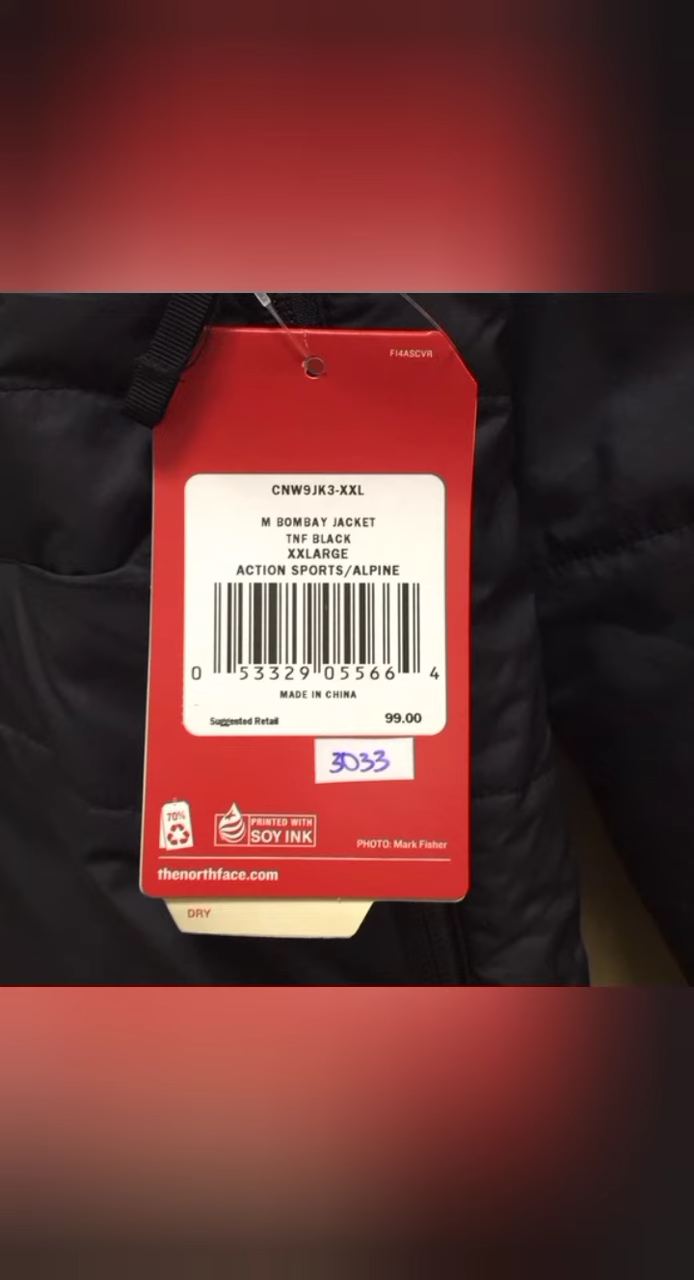 F14ASCVR
CNW9JK3-XXL
M BOMBAY JACKET
TNF BLACK
XXLARGE
ACTION SPORTS/ALPINE
0 53329 05566 4
MADE IN CHINA
Suggested Retail 99.00
3033
70%
PRINTED WITH
SOY INK
PHOTO: Mark Fisher
thenorthface.com
DRY